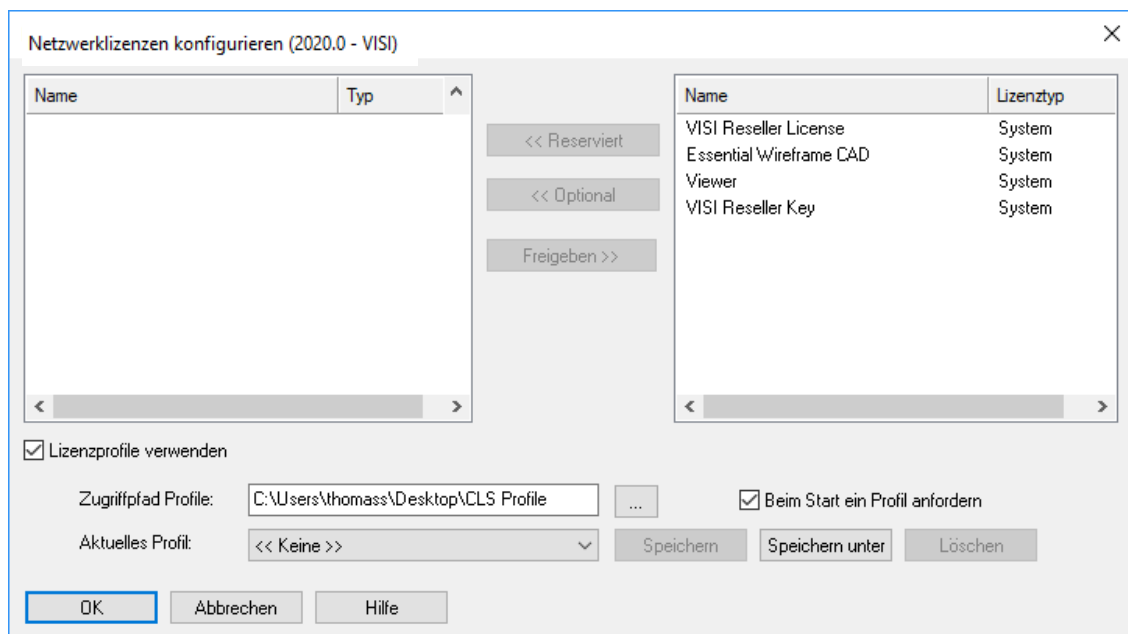 Netzwerklizenzen konfigurieren (2020.0 - VISI)
Name Typ
<< Reserviert
<< Optional
Freigeben >>
Name Lizenztyp
VISI Reseller License System
Essential Wireframe CAD System
Viewer System
VISI Reseller Key System
Lizenzprofile verwenden
Zugriffpfad Profile: C:\Users\thomass\Desktop\CLS Profile ... Beim Start ein Profil anfordern
Aktuelles Profil: << Keine >> Speichern Speichern unter Löschen
OK Abbrechen Hilfe